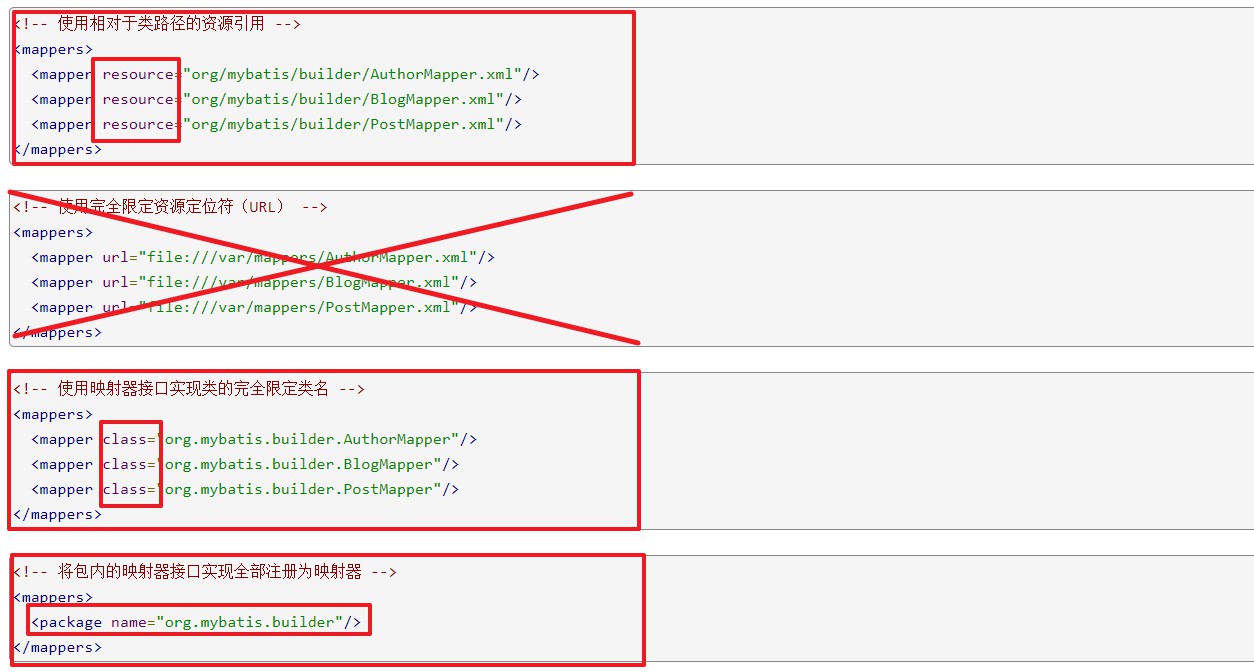 <!-- 使用相对于类路径的资源引用 -->
<mappers>
  <mapper resource="org/mybatis/builder/AuthorMapper.xml"/>
  <mapper resource="org/mybatis/builder/BlogMapper.xml"/>
  <mapper resource="org/mybatis/builder/PostMapper.xml"/>
</mappers>
<!-- 使用完全限定资源定位符（URL） -->
<mappers>
  <mapper url="file:///var/mappers/AuthorMapper.xml"/>
  <mapper url="file:///var/mappers/BlogMapper.xml"/>
  <mapper url="file:///var/mappers/PostMapper.xml"/>
</mappers>
<!-- 使用映射器接口实现类的完全限定类名 -->
<mappers>
  <mapper class="org.mybatis.builder.AuthorMapper"/>
  <mapper class="org.mybatis.builder.BlogMapper"/>
  <mapper class="org.mybatis.builder.PostMapper"/>
</mappers>
<!-- 将包内的映射器接口实现全部注册为映射器 -->
<mappers>
  <package name="org.mybatis.builder"/>
</mappers>